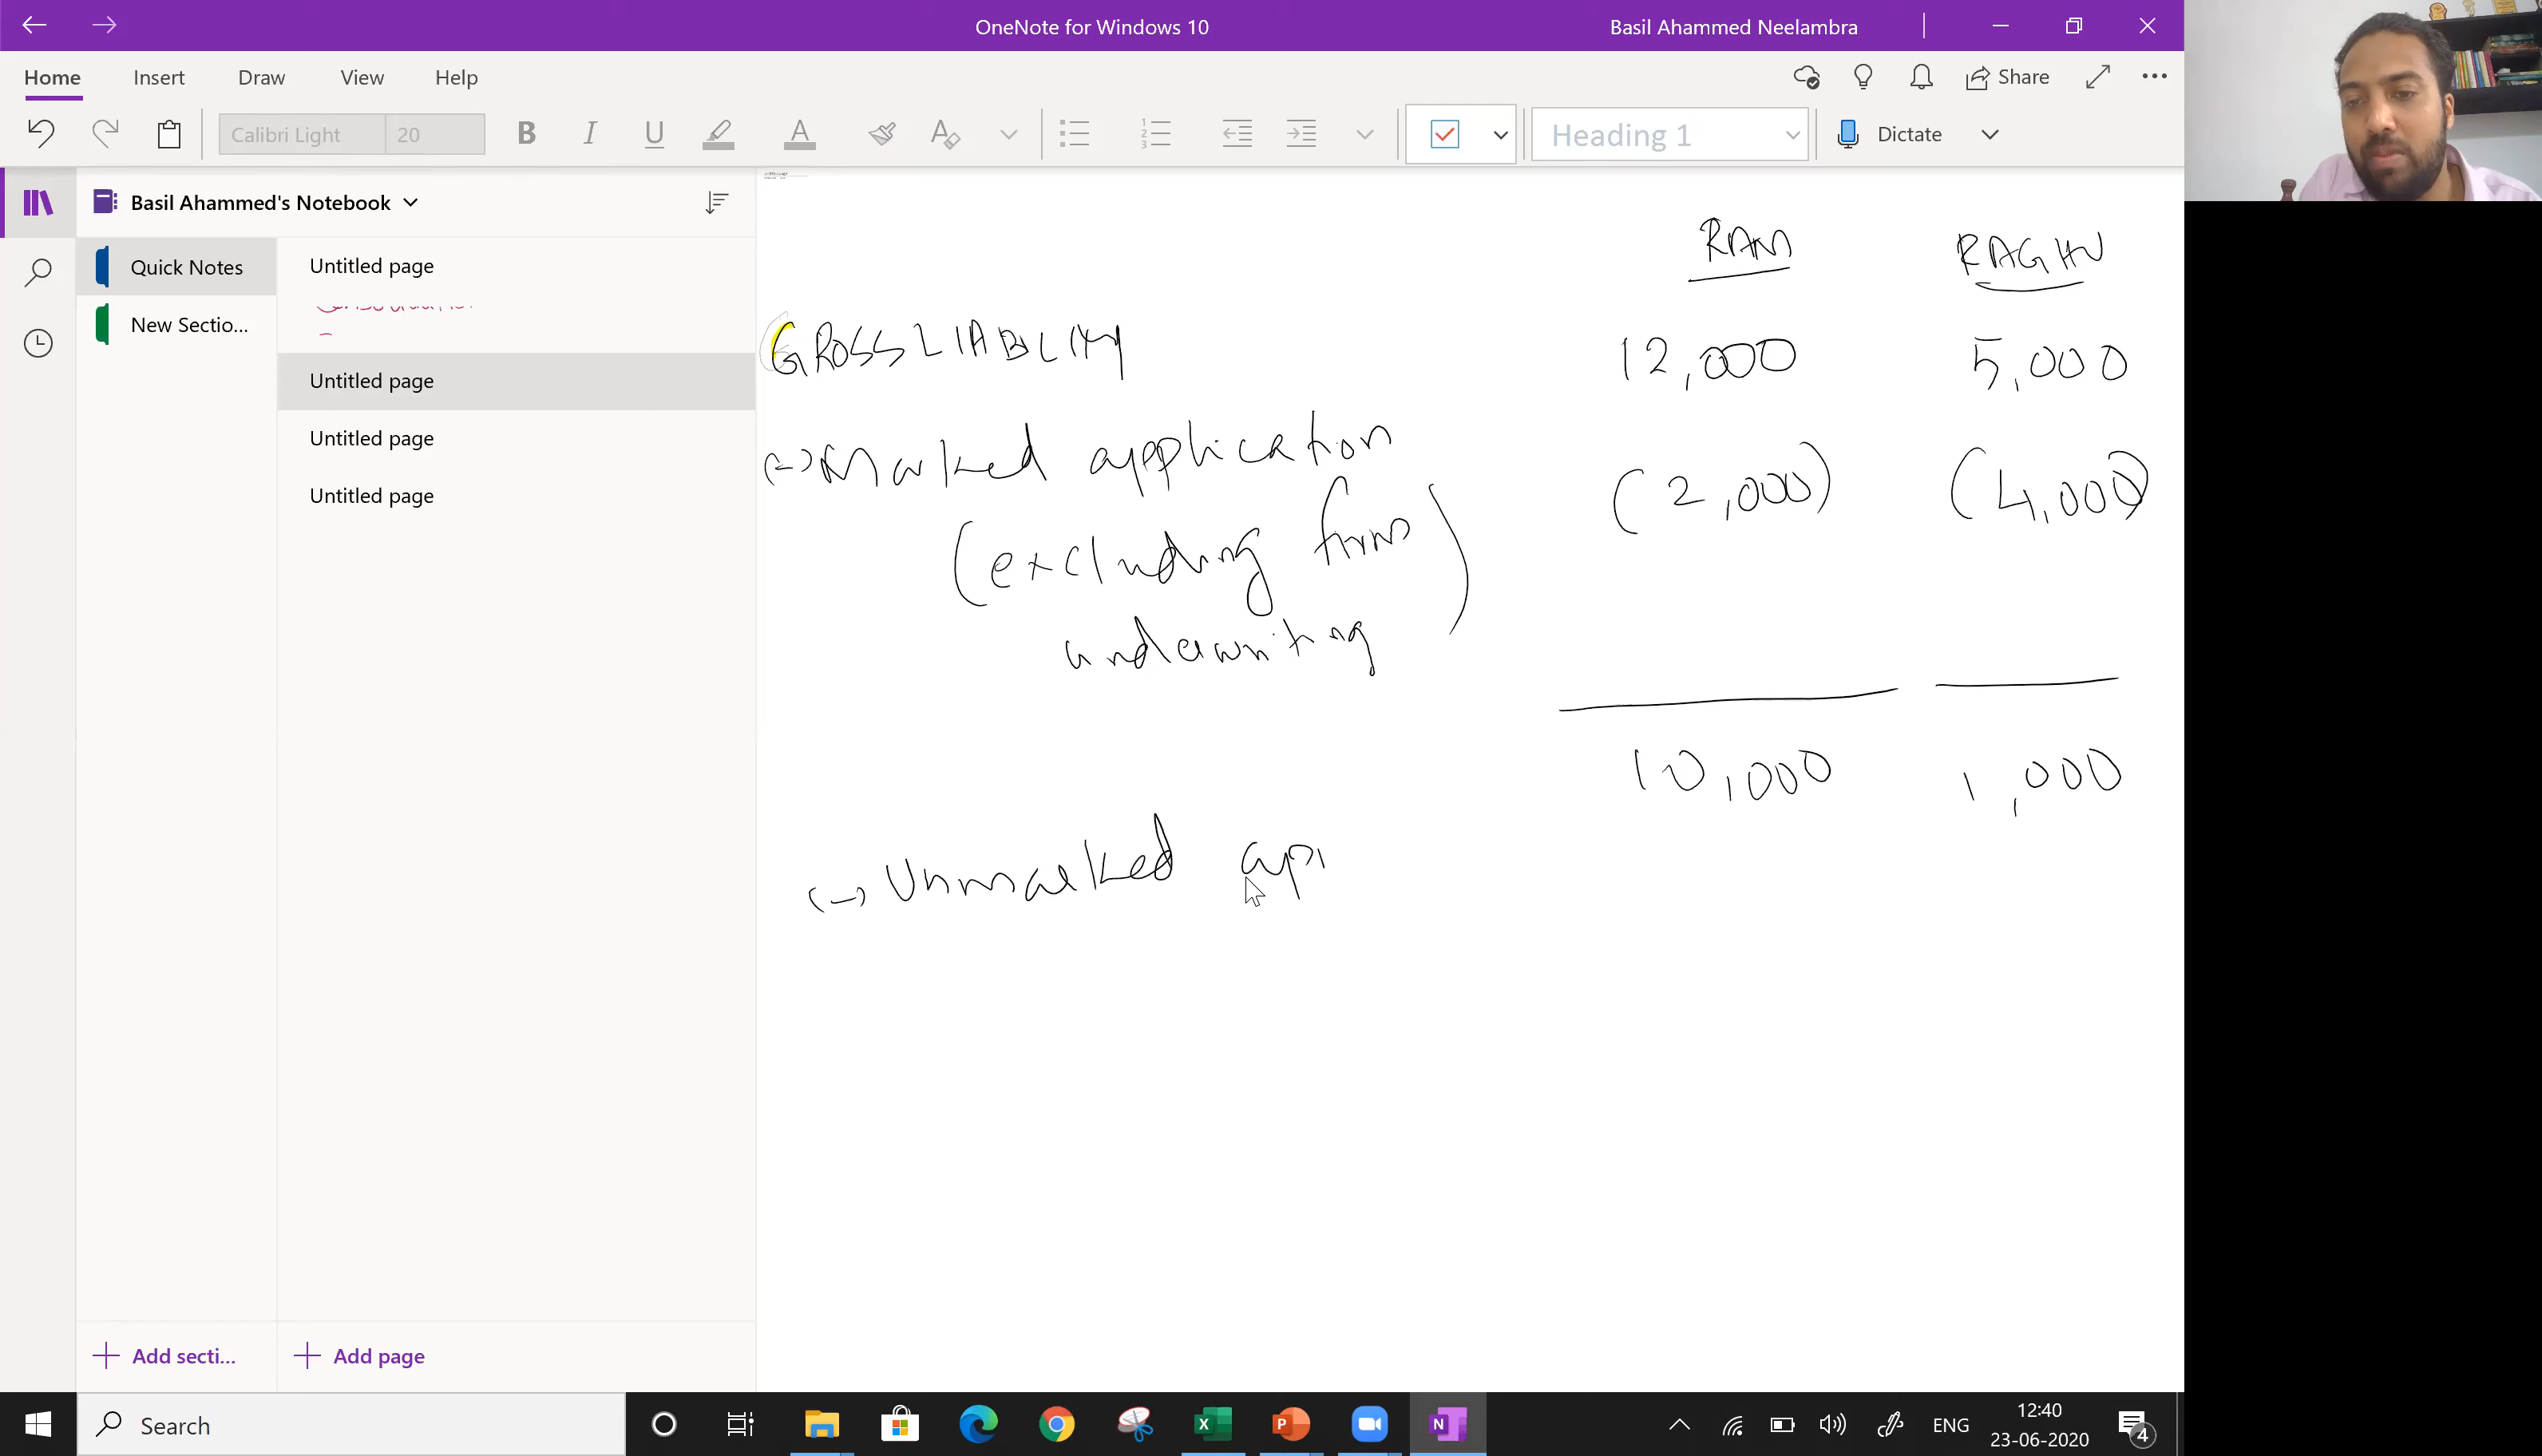 OneNote for Windows 10
Basil Ahammed Neelambra
Home Insert Draw View Help
Share
Calibri Light 20
B I U A A
Heading 1
Dictate
Basil Ahammed's Notebook
Quick Notes
New Sectio...
Untitled page
Untitled page
Untitled page
Untitled page
Add secti...
Add page
RAM RAGHU
GROSS LIABLITY 12,000 5,000
(-) Marked application (2,000) (4,000)
(excluding firm
underwriting)
10,000 1,000
(-) Unmarked app
Search
ENG
12:40
23-06-2020
4